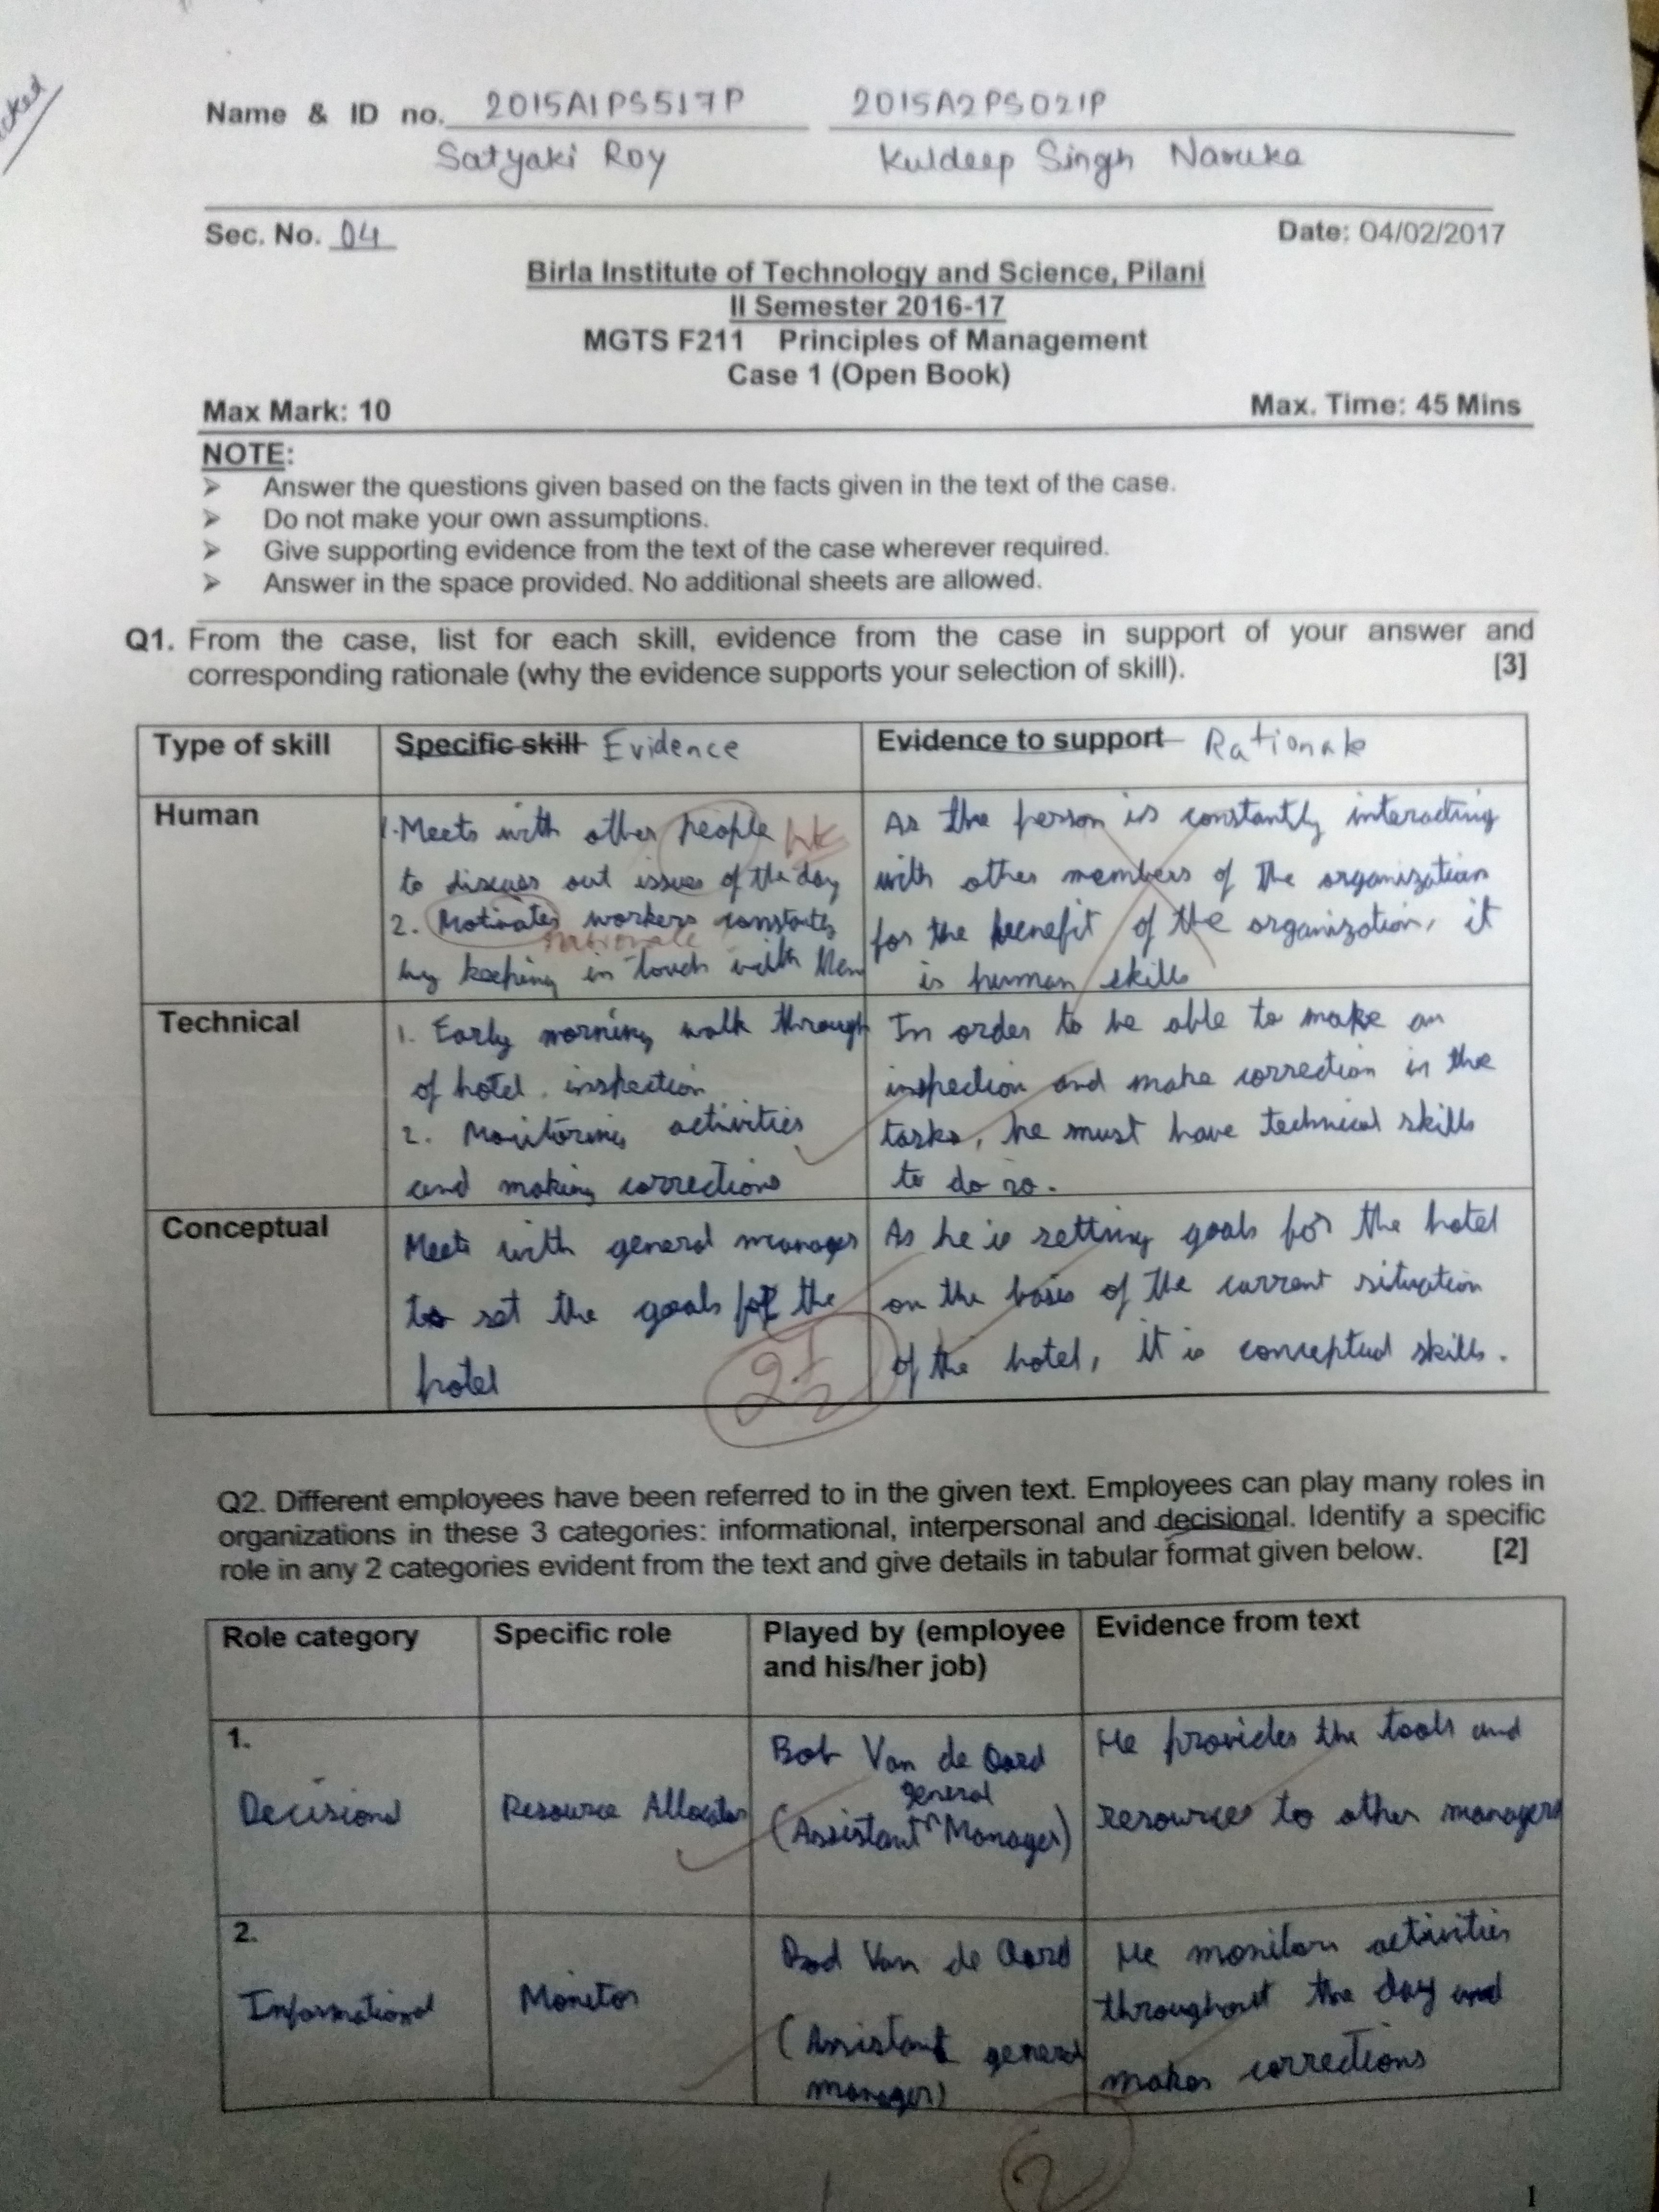 Name & ID no. 2015A1PS517P 2015A2PS021P
Satyaki Roy Kuldeep Singh Naruka
Sec. No. 04 Date: 04/02/2017
Birla Institute of Technology and Science, Pilani
II Semester 2016-17
MGTS F211 Principles of Management
Case 1 (Open Book)
Max Mark: 10 Max. Time: 45 Mins
NOTE:
➢ Answer the questions given based on the facts given in the text of the case.
➢ Do not make your own assumptions.
➢ Give supporting evidence from the text of the case wherever required.
➢ Answer in the space provided. No additional sheets are allowed.
Q1. From the case, list for each skill, evidence from the case in support of your answer and
corresponding rationale (why the evidence supports your selection of skill). [3]
Type of skill Specific skill Evidence Evidence to support Rationale
Human
1. Meets with other people
to discuss out issues of the day
2. Motivates workers constantly
rationale
by keeping in touch with them
As the person is constantly interacting
with other members of the organization
for the benefit of the organization, it
is human skills
Technical
1. Early morning walk through
of hotel. inspection
2. Monitoring activities
and making corrections
In order to be able to make an
inspection and make correction in the
tasks, he must have technical skills
to do so.
Conceptual
Meets with general manager
to set the goals for the
hotel
As he is setting goals for the hotel
on the basis of the current situation
of the hotel, it is conceptual skills.
2 1/2
Q2. Different employees have been referred to in the given text. Employees can play many roles in
organizations in these 3 categories: informational, interpersonal and decisional. Identify a specific
role in any 2 categories evident from the text and give details in tabular format given below. [2]
Role category Specific role Played by (employee Evidence from text
and his/her job)
1.
Decisional
Resource Allocator
Bob Van de Oord
general
(Assistant ^ Manager)
He provides the tools and
resources to other managers
2.
Informational
Monitor
Bod Van de Oord
(Assistant general
manager)
He monitors activities
throughout the day and
makes corrections
2
1